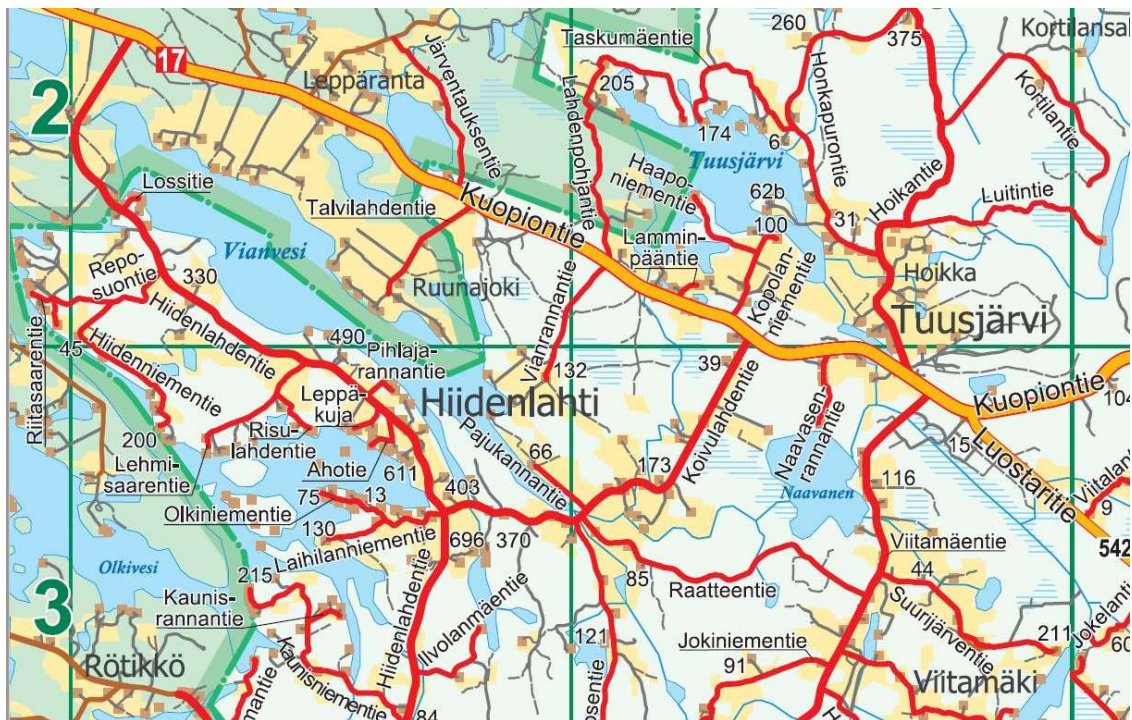 260
375
Kortilansal
Taskumäentie
17
Leppäranta
Järventauksentie
Lahdenpohjantie
205
Honkapurontie
Kortilantie
2
174
6
Tuusjärvi
Haapo-
niementie
62b
100
31
Hoikantie
Luitintie
Lossitie
Talvilahdentie
Kuopiontie
Lammin-
pääntie
Vianvesi
Repo-
suontie
330
Ruunajoki
Kopolan-
niementie
Hoikka
Tuusjärvi
Riitasaarentie
45
Hiidenniementie
Hiidenlahdentie
490
Pihlaja-
rannantie
Vianrannantie
132
39
Kuopiontie
104
Leppä-
kuja
Hiidenlahti
Koivulahdentie
Naavasen-
rannantie
200
Lehmi-
saarentie
Risu-
lahdentie
Ahotie
611
Pajukannantie
66
173
15
Luostaritie
Viitalant
9
75
13
403
116
Naavanen
Olkiniementie
130
Laihilanniementie
696
370
Viitamäentie
542
Olkivesi
215
85
44
3
Kaunis-
rannantie
Hiidenlahdentie
Ilvolanmäentie
Raatteentie
Suurijärventie
211
Jokelantie
60
Rötikkö
Kaunisniementie
121
osentie
Jokiniementie
91
Viitamäki
mantie
84
H